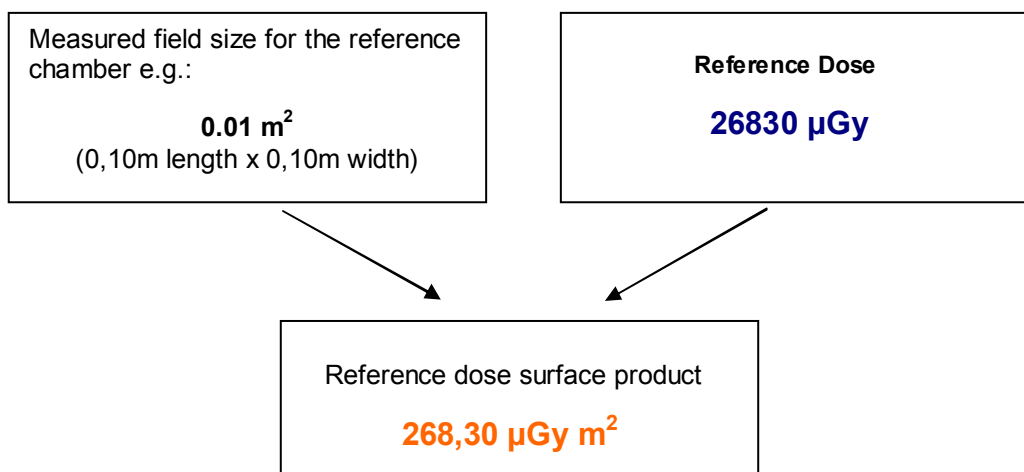 Measured field size for the reference
chamber e.g.:
0.01 m²
(0,10m length x 0,10m width)
Reference Dose
26830 µGy
Reference dose surface product
268,30 µGy m²